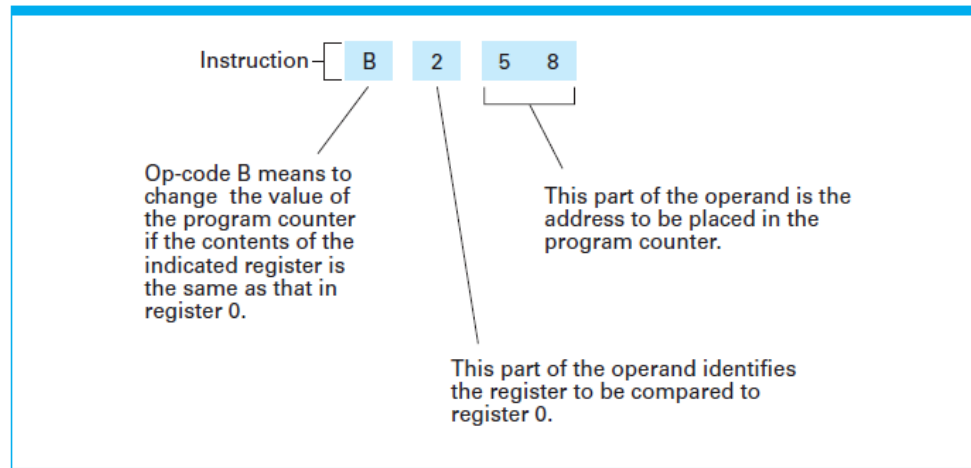 Instruction B 2 5 8
Op-code B means to
change the value of
the program counter
if the contents of the
indicated register is
the same as that in
register 0.
This part of the operand is the
address to be placed in the
program counter.
This part of the operand identifies
the register to be compared to
register 0.